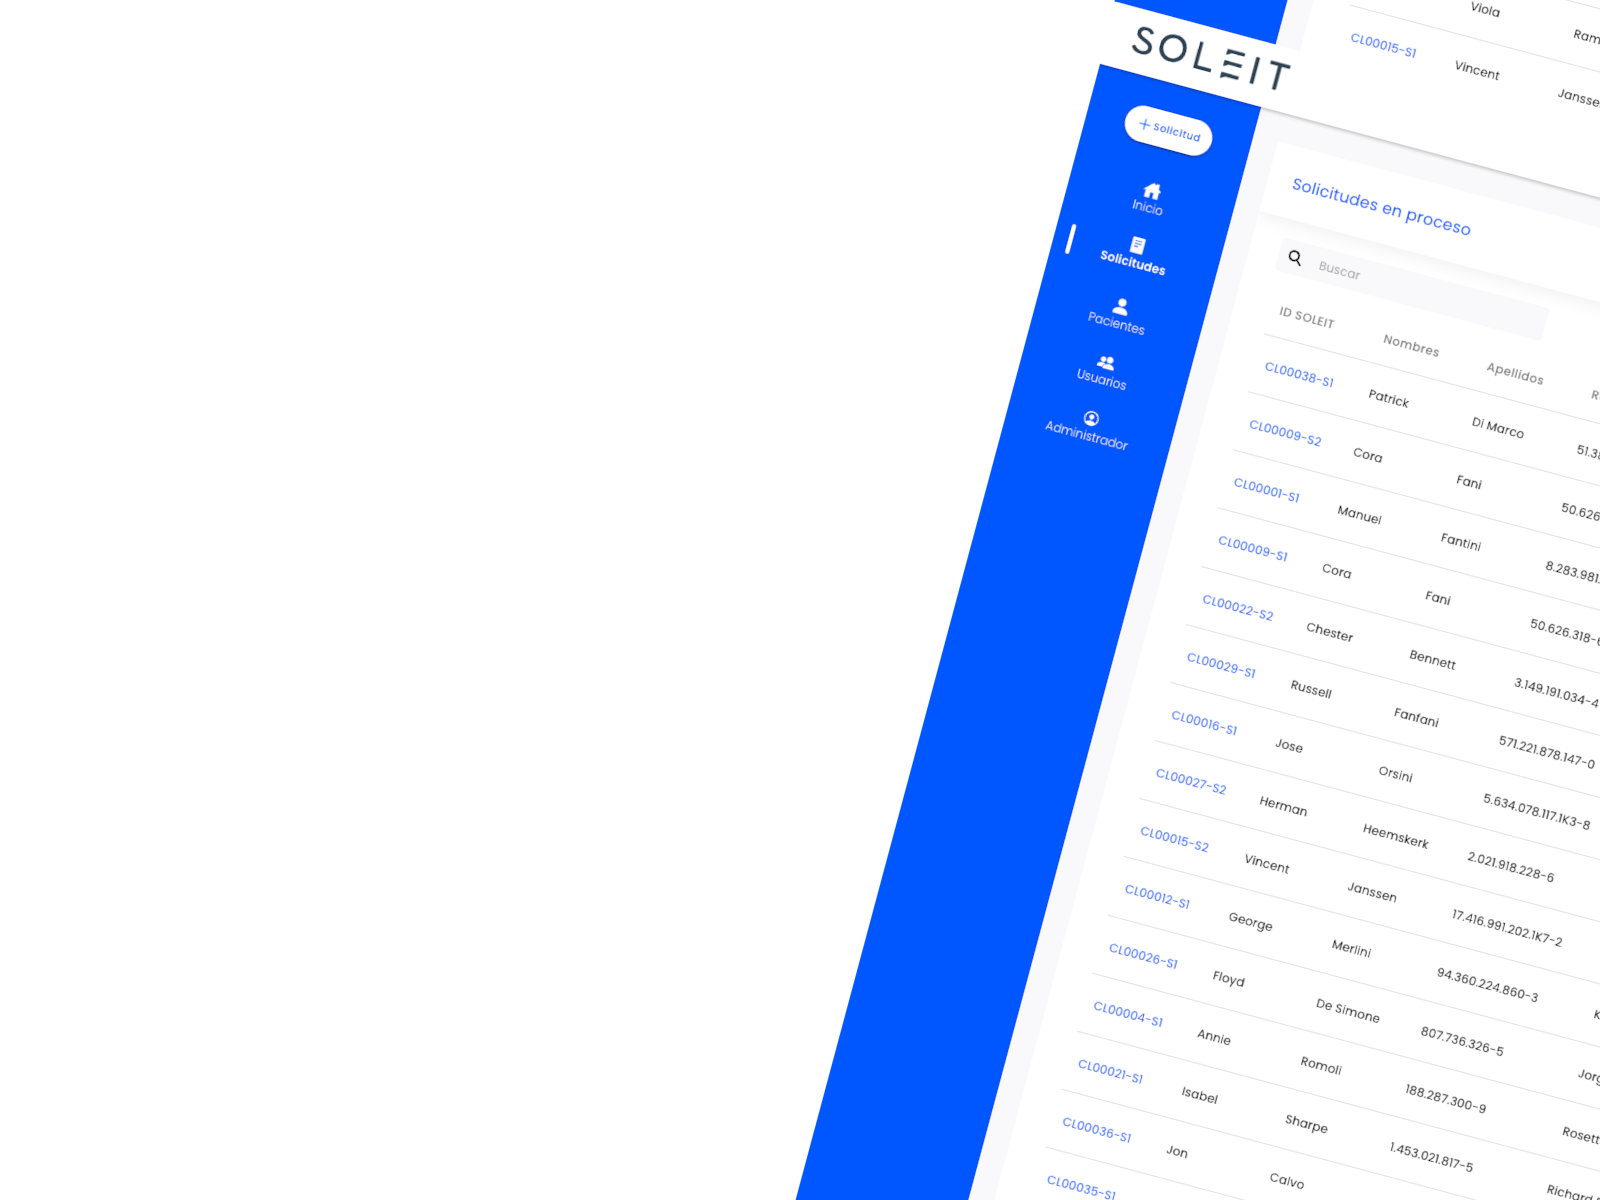 Viola Ram
CL00015-S1 Vincent Jansse
SOLEIT
+ Solicitud
Inicio
Solicitudes
Pacientes
Usuarios
Administrador
Solicitudes en proceso
Buscar
ID SOLEIT Nombres Apellidos
CL00038-S1 Patrick Di Marco 51.3
CL00009-S2 Cora Fani 50.626
CL00001-S1 Manuel Fantini 8.283.981.
CL00009-S1 Cora Fani 50.626.318-6
CL00022-S2 Chester Bennett 3.149.191.034-4
CL00029-S1 Russell Fanfani 571.221.878.147-0
CL00016-S1 Jose Orsini 5.634.078.117.1K3-8
CL00027-S2 Herman Heemskerk 2.021.918.228-6
CL00015-S2 Vincent Janssen 17.416.991.202.1K7-2
CL00012-S1 George Merlini 94.360.224.860-3 K
CL00026-S1 Floyd De Simone 807.736.326-5 Jorg
CL00004-S1 Annie Romoli 188.287.300-9 Rosett
CL00021-S1 Isabel Sharpe 1.453.021.817-5 Richard
CL00036-S1 Jon Calvo
CL00035-S1